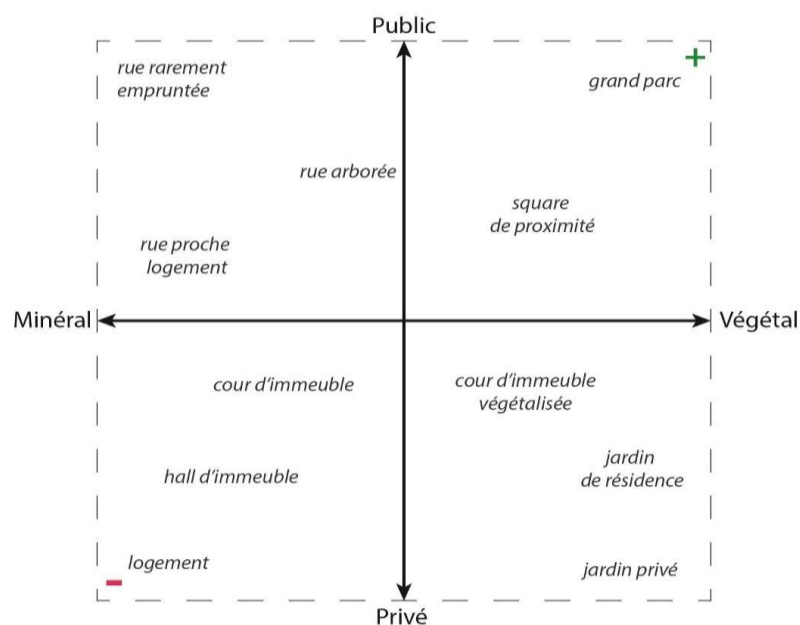 Public
+
rue rarement
empruntée
grand parc
rue arborée
square
de proximité
rue proche
logement
Minéral
Végétal
cour d'immeuble
cour d'immeuble
végétalisée
hall d'immeuble
jardin
de résidence
logement
-
jardin privé
Privé